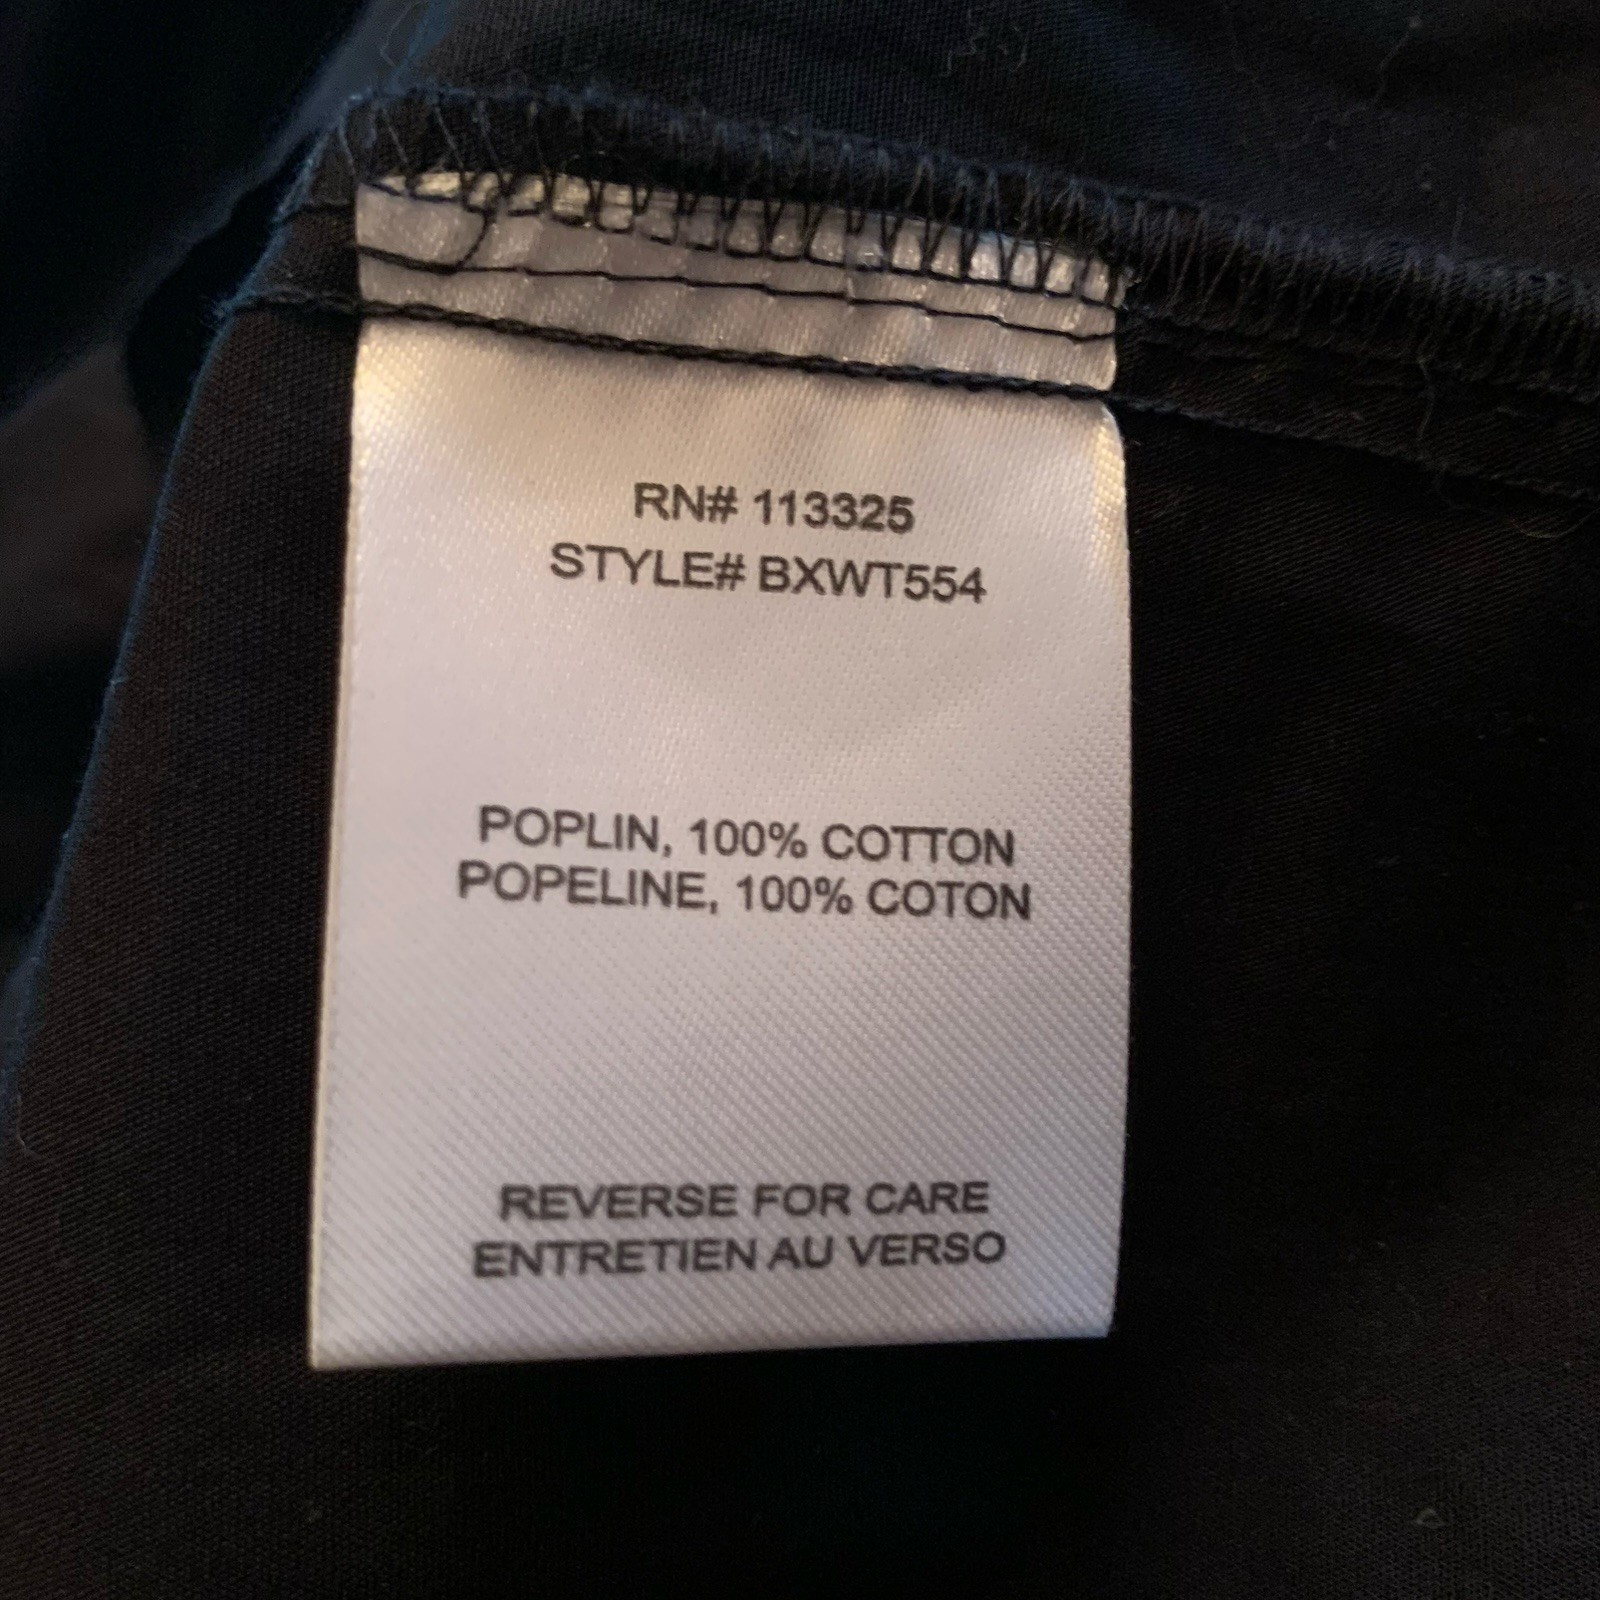 RN# 113325
STYLE# BXWT554
POPLIN, 100% COTTON
POPELINE, 100% COTON
REVERSE FOR CARE
ENTRETIEN AU VERSO